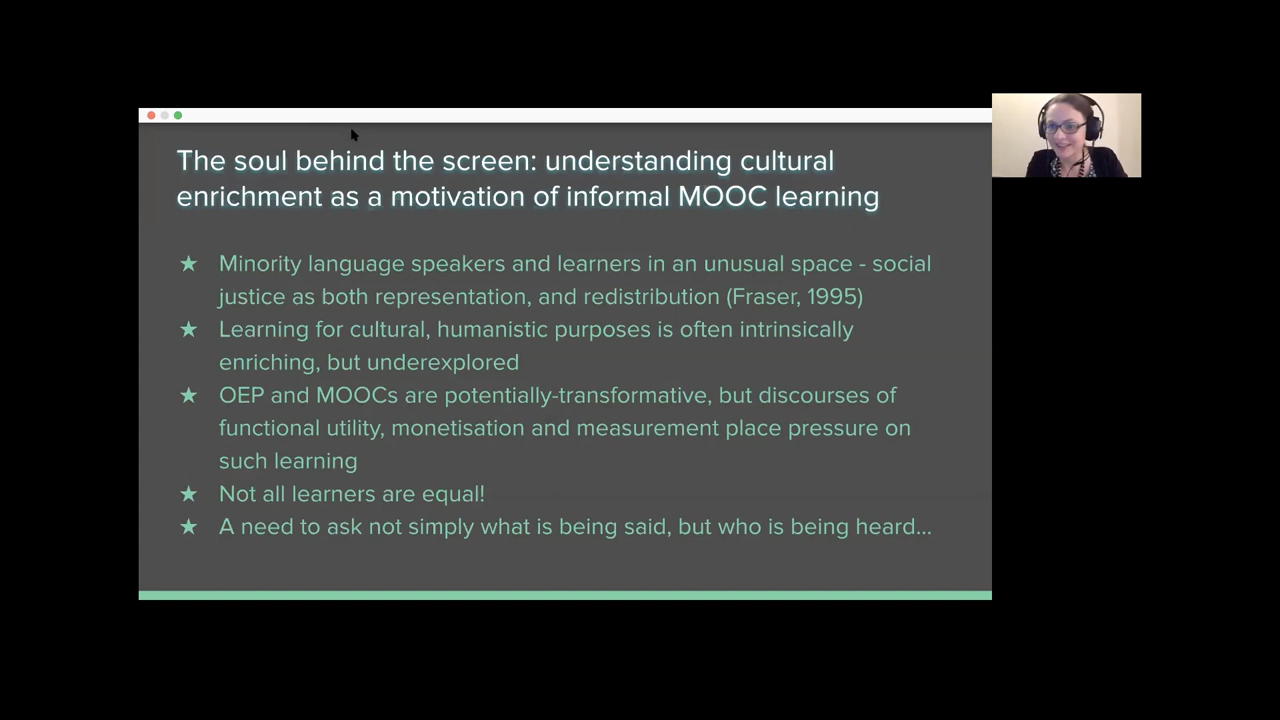 The soul behind the screen: understanding cultural
enrichment as a motivation of informal MOOC learning
★ Minority language speakers and learners in an unusual space - social
justice as both representation, and redistribution (Fraser, 1995)
★ Learning for cultural, humanistic purposes is often intrinsically
enriching, but underexplored
★ OEP and MOOCs are potentially-transformative, but discourses of
functional utility, monetisation and measurement place pressure on
such learning
★ Not all learners are equal!
★ A need to ask not simply what is being said, but who is being heard...